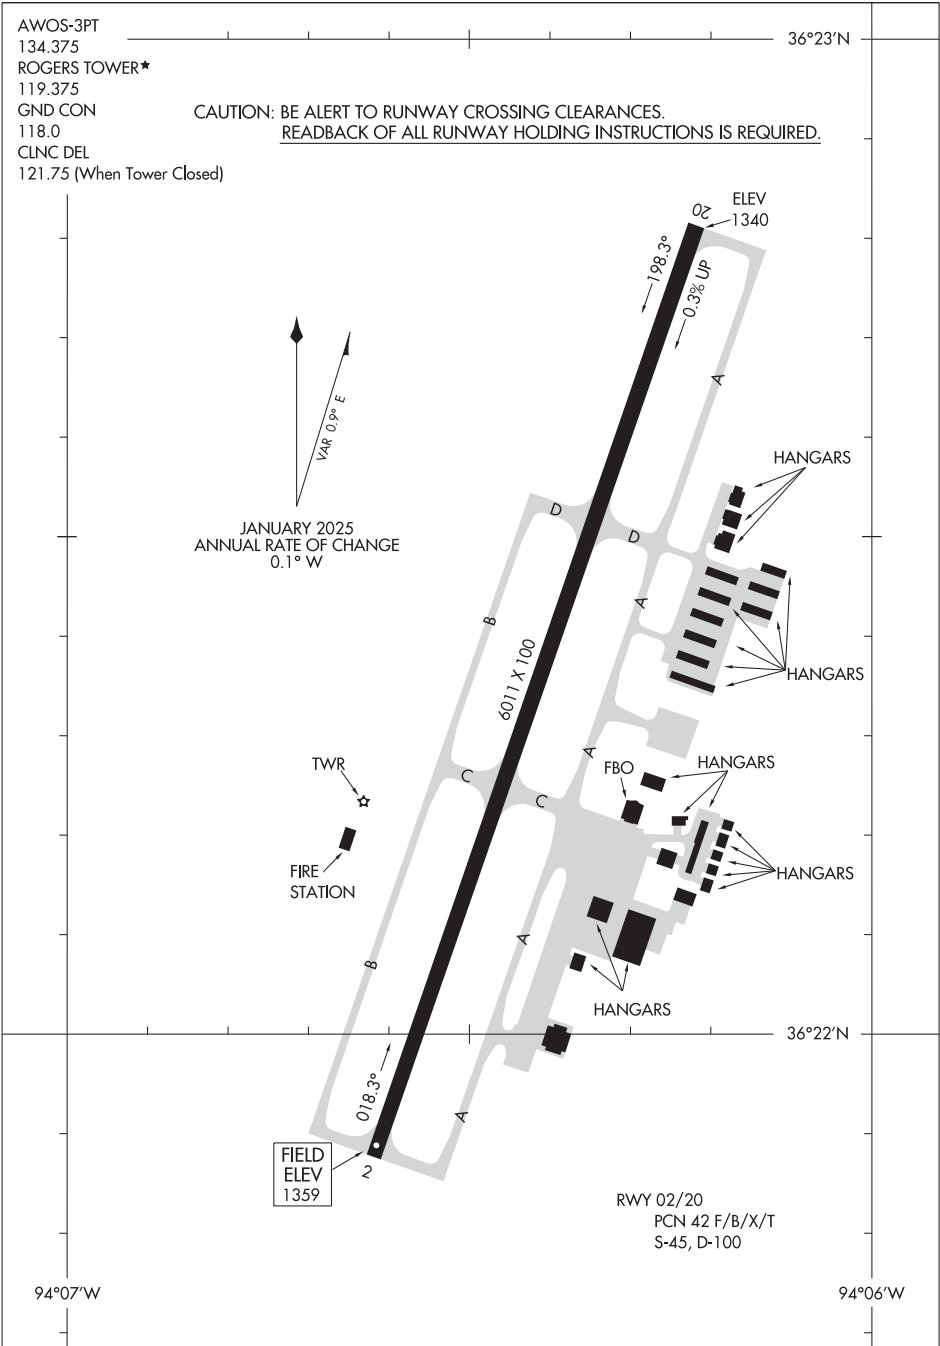 AWOS-3PT
134.375
ROGERS TOWER★
119.375
GND CON
118.0
CLNC DEL
121.75 (When Tower Closed)
36°23'N
CAUTION: BE ALERT TO RUNWAY CROSSING CLEARANCES.
READBACK OF ALL RUNWAY HOLDING INSTRUCTIONS IS REQUIRED.
ELEV
1340
20
198.3°
0.3% UP
A
VAR 0.9° E
JANUARY 2025
ANNUAL RATE OF CHANGE
0.1° W
HANGARS
D
D
A
B
6011 X 100
HANGARS
A
TWR
C
C
FBO
HANGARS
FIRE
STATION
HANGARS
A
B
HANGARS
36°22'N
018.3°
A
FIELD
ELEV
1359
2
RWY 02/20
PCN 42 F/B/X/T
S-45, D-100
94°07'W
94°06'W